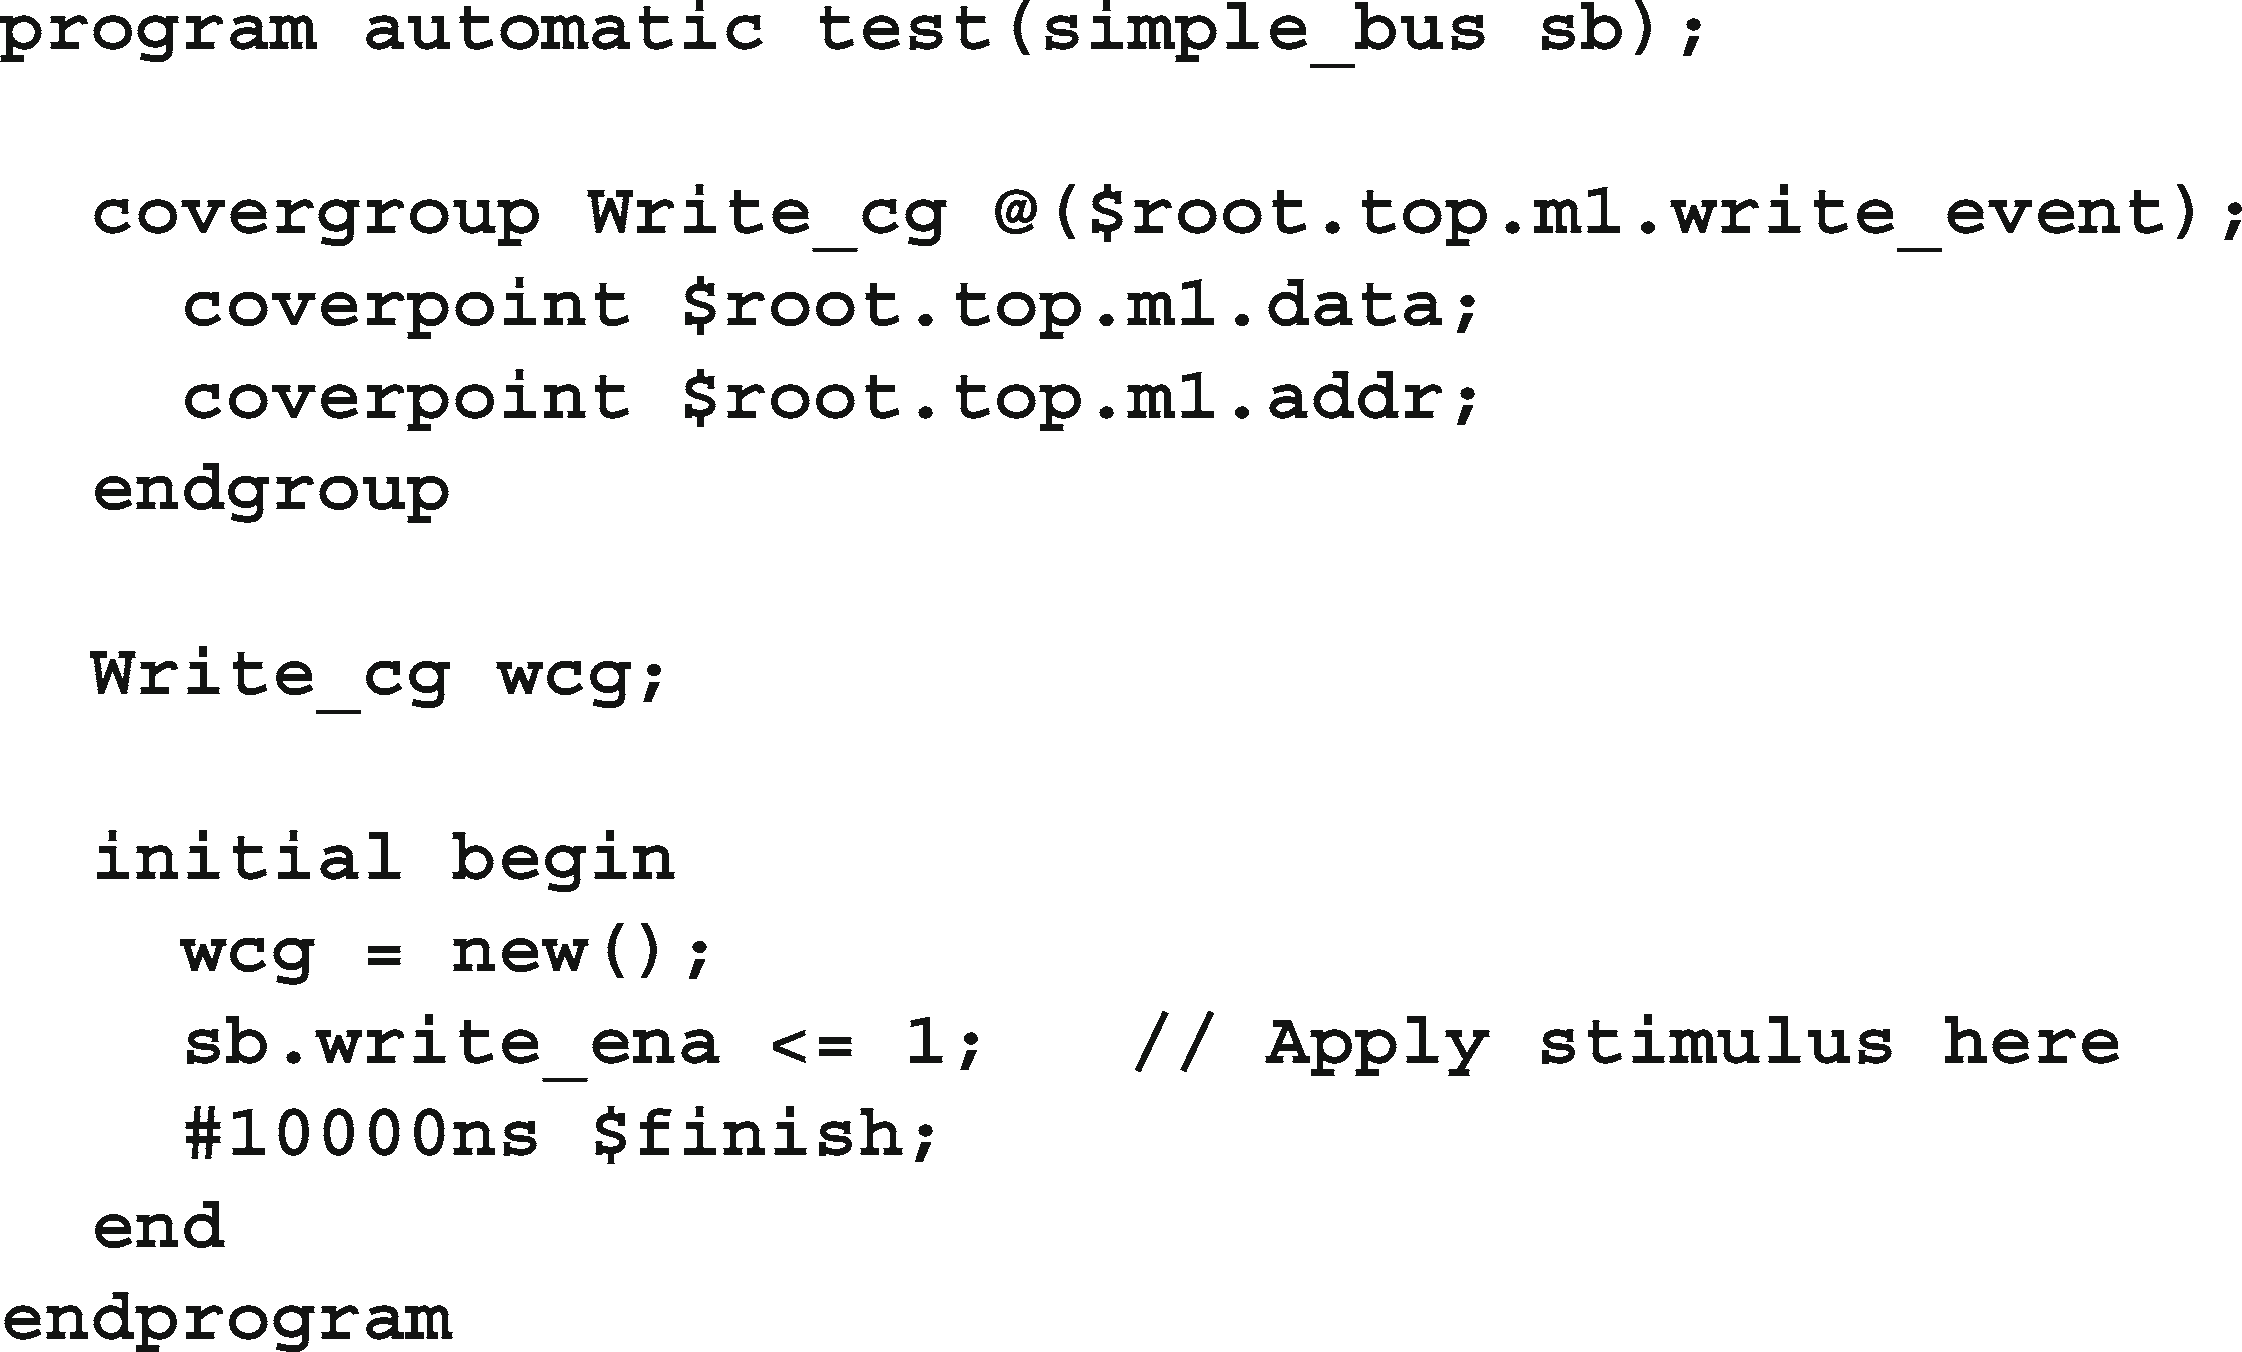 program automatic test(simple_bus sb);
covergroup Write_cg @($root.top.m1.write_event);
coverpoint $root.top.m1.data;
coverpoint $root.top.m1.addr;
endgroup
Write_cg wcg;
initial begin
wcg = new();
sb.write_ena <= 1; // Apply stimulus here
#10000ns $finish;
end
endprogram